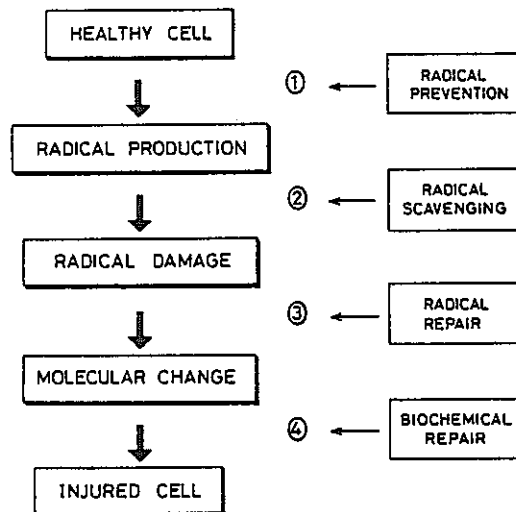 HEALTHY CELL
①
RADICAL
PREVENTION
RADICAL PRODUCTION
②
RADICAL
SCAVENGING
RADICAL DAMAGE
③
RADICAL
REPAIR
MOLECULAR CHANGE
④
BIOCHEMICAL
REPAIR
INJURED CELL